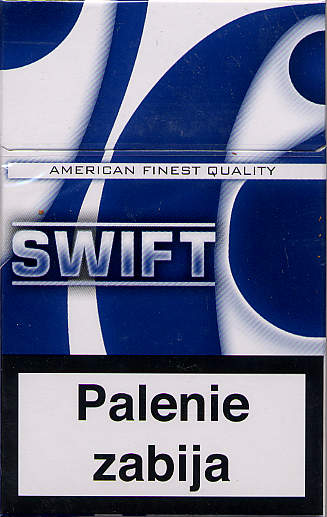 AMERICAN FINEST QUALITY
SWIFT
Palenie
zabija